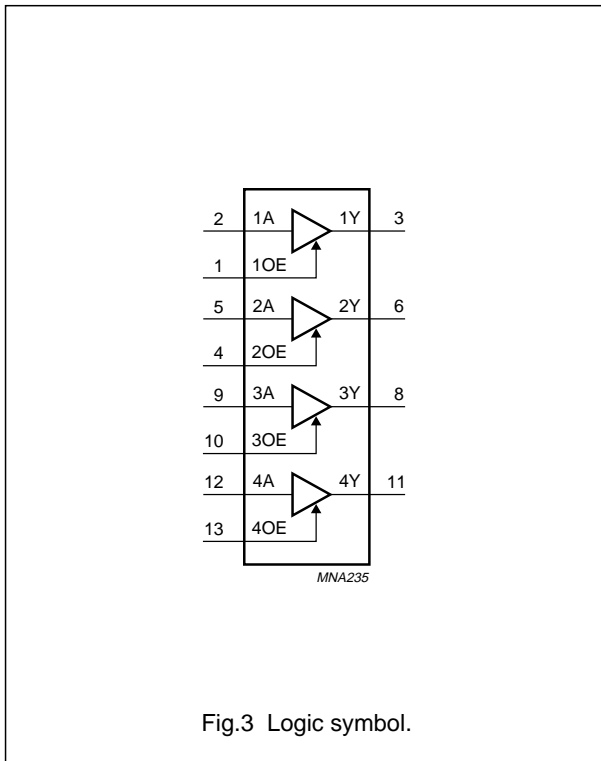 2 1A 1Y 3
1 1OE
5 2A 2Y 6
4 2OE
9 3A 3Y 8
10 3OE
12 4A 4Y 11
13 4OE
MNA235
Fig.3 Logic symbol.